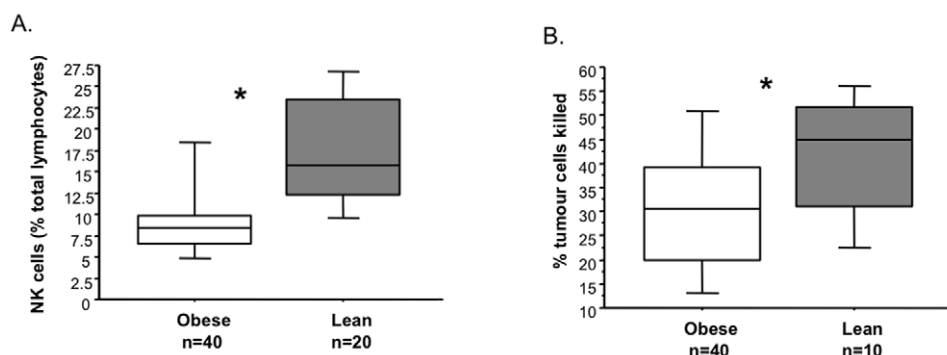 A.
NK cells (% total lymphocytes)
27.5
25
22.5
20
17.5
15
12.5
10
7.5
5
2.5
0
*
Obese
n=40
Lean
n=20
B.
% tumour cells killed
60
55
50
45
40
35
30
25
20
15
10
*
Obese
n=40
Lean
n=10